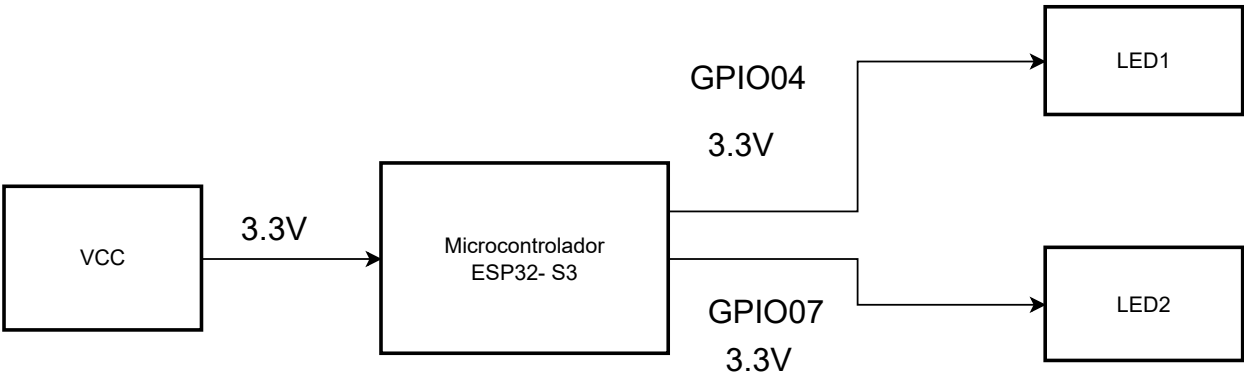 VCC
3.3V
Microcontrolador
ESP32- S3
GPIO04
3.3V
LED1
GPIO07
3.3V
LED2